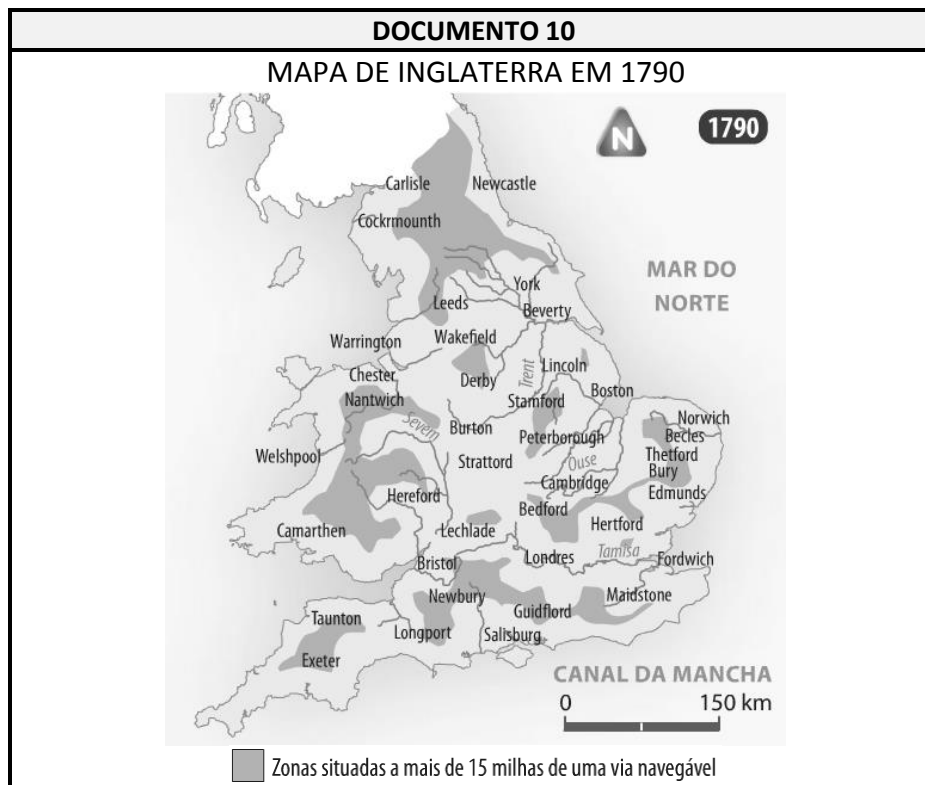 DOCUMENTO 10
MAPA DE INGLATERRA EM 1790
N
1790
Carlisle
Newcastle
Cockrmounth
MAR DO
NORTE
York
Leeds
Beverty
Warrington
Wakefield
Chester
Derby
Trent
Lincoln
Nantwich
Stamford
Boston
Severn
Burton
Norwich
Peterborough
Becles
Welshpool
Strattord
Ouse
Thetford
Bury
Cambridge
Hereford
Edmunds
Bedford
Camarthen
Lechlade
Hertford
Bristol
Londres
Tamisa
Fordwich
Newbury
Maidstone
Taunton
Guidflord
Longport
Salisburg
Exeter
CANAL DA MANCHA
0 150 km
Zonas situadas a mais de 15 milhas de uma via navegável